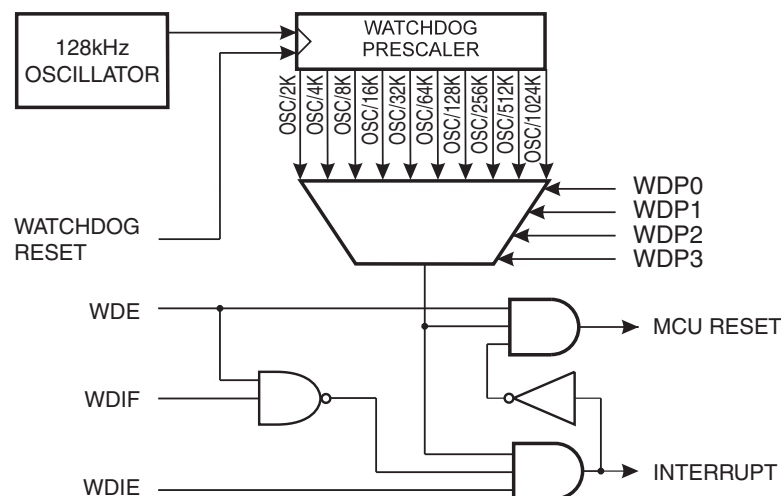 128kHz
OSCILLATOR
WATCHDOG
PRESCALER
OSC/2K
OSC/4K
OSC/8K
OSC/16K
OSC/32K
OSC/64K
OSC/128K
OSC/256K
OSC/512K
OSC/1024K
WDP0
WDP1
WDP2
WDP3
WATCHDOG
RESET
WDE
MCU RESET
WDIF
INTERRUPT
WDIE